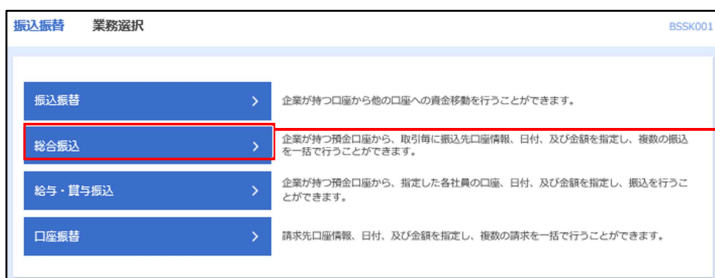 振込振替 業務選択 BSSK001
振込振替 > 企業が持つ口座から他の口座への資金移動を行うことができます。
総合振込 > 企業が持つ預金口座から、取引毎に振込先口座情報、日付、及び金額を指定し、複数の振込
を一括で行うことができます。
給与・賞与振込 > 企業が持つ預金口座から、指定した各社員の口座、日付、及び金額を指定し、振込を行うこ
とができます。
口座振替 > 請求先口座情報、日付、及び金額を指定し、複数の請求を一括で行うことができます。